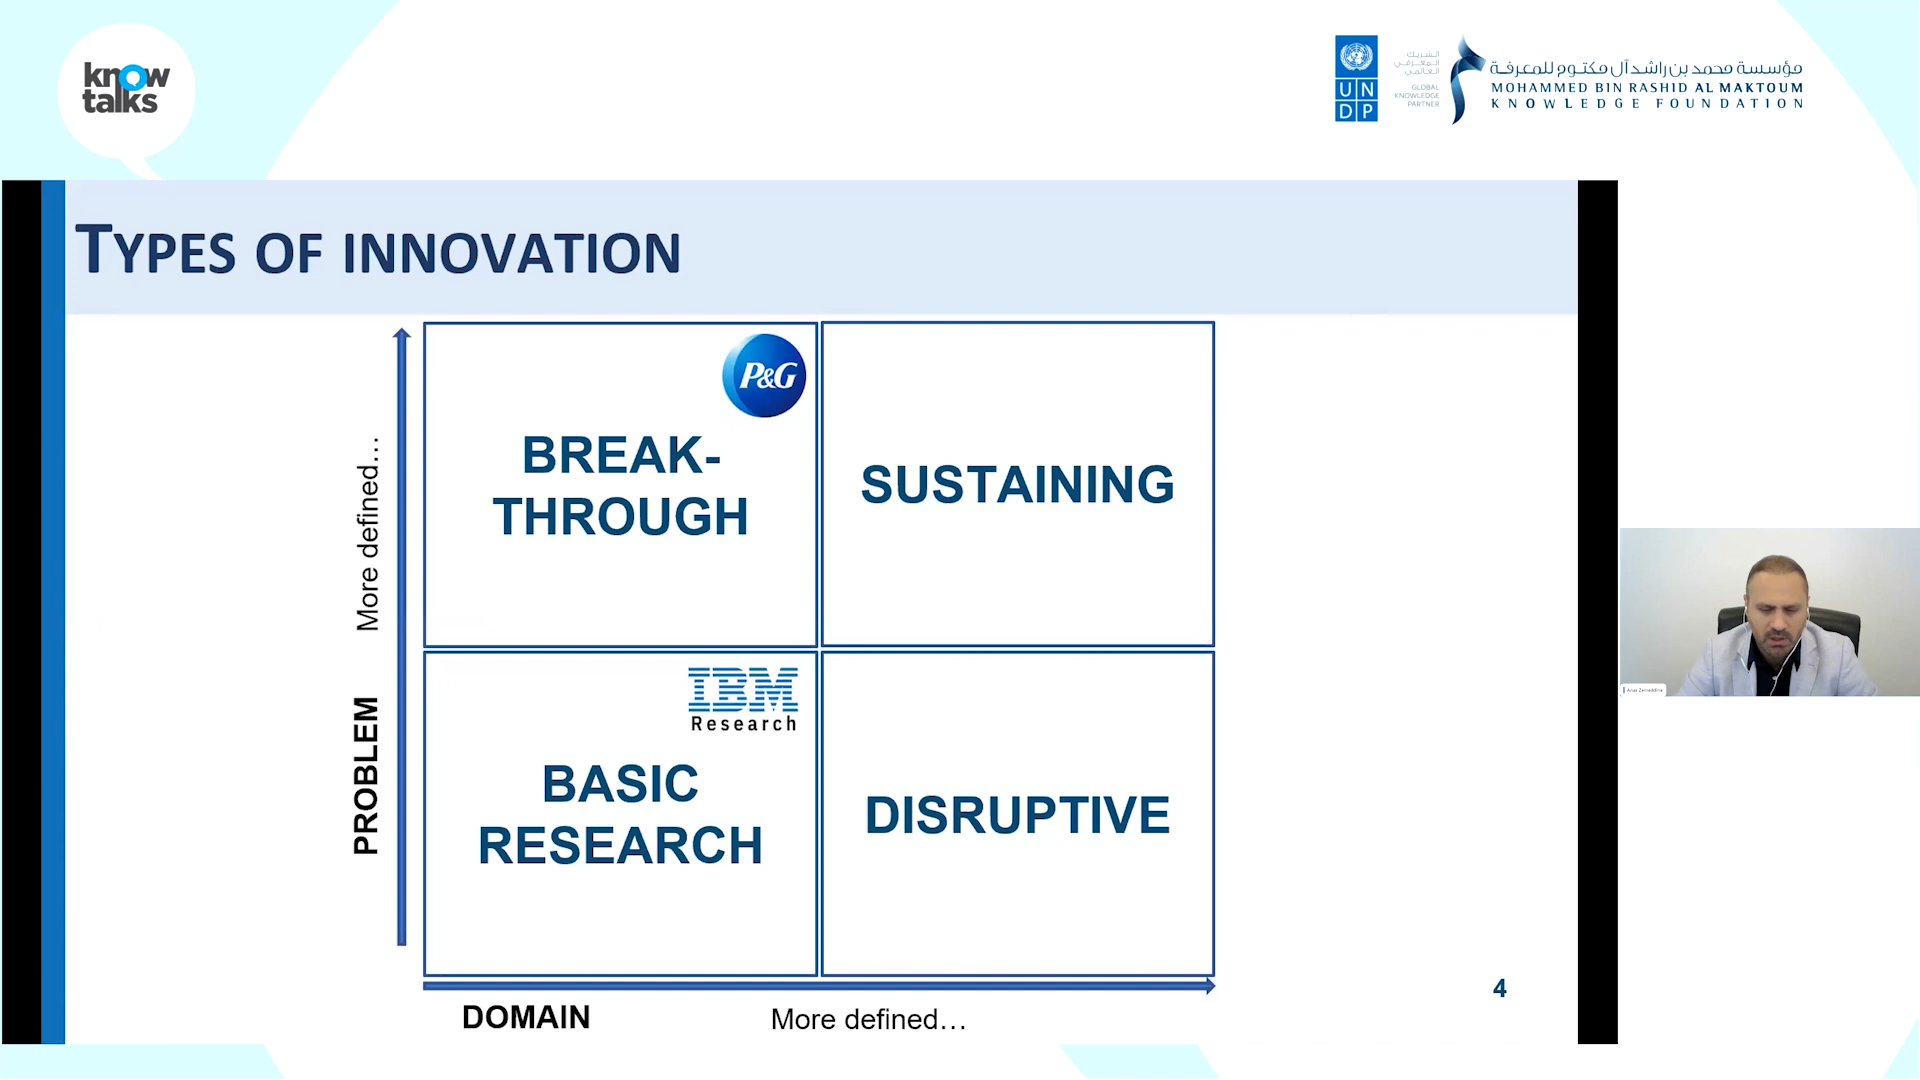 know
talks
UN
DP
الشريك
المعرفي
العالمي
GLOBAL
KNOWLEDGE
PARTNER
مؤسسة محمد بن راشد آل مكتوم للمعرفة
MOHAMMED BIN RASHID AL MAKTOUM
KNOWLEDGE FOUNDATION
TYPES OF INNOVATION
P&G
BREAK-
THROUGH
SUSTAINING
More defined...
PROBLEM
IBM
Research
BASIC
RESEARCH
DISRUPTIVE
DOMAIN
More defined...
4
Anas Zeineddine